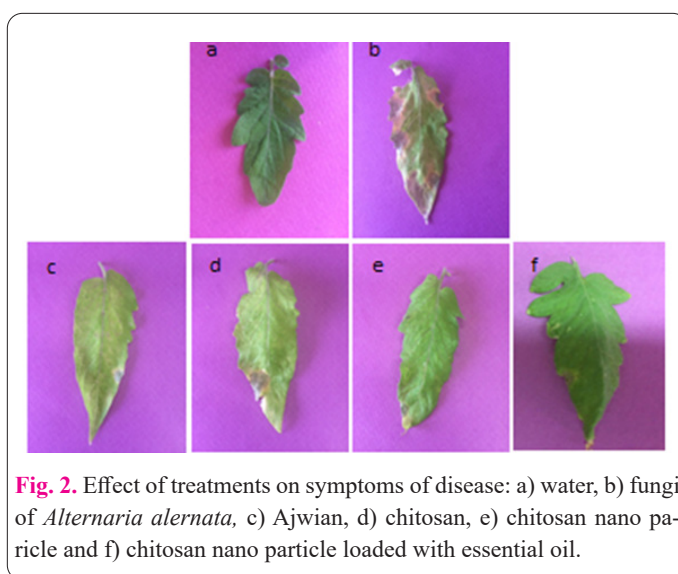 a
b
c
d
e
f
Fig. 2. Effect of treatments on symptoms of disease: a) water, b) fungi
of Alternaria alernata, c) Ajwian, d) chitosan, e) chitosan nano pa-
ricle and f) chitosan nano particle loaded with essential oil.